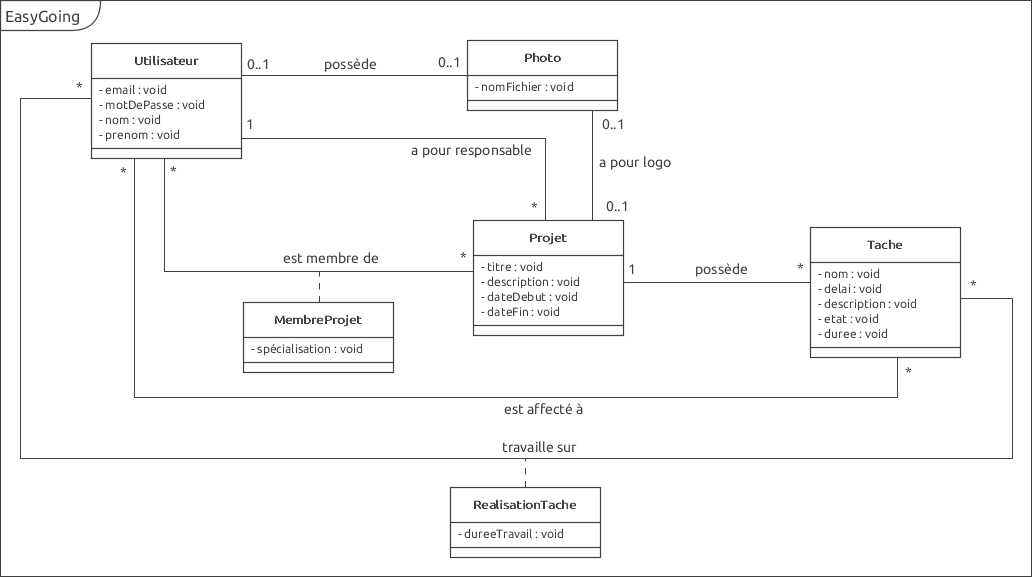 EasyGoing
Utilisateur
- email : void
- motDePasse : void
- nom : void
- prenom : void
0..1
possède
0..1
Photo
- nomFichier : void
*
1
a pour responsable
*
0..1
a pour logo
0..1
*
*
est membre de
*
Projet
- titre : void
- description : void
- dateDebut : void
- dateFin : void
1
possède
*
Tache
- nom : void
- delai : void
- description : void
- etat : void
- duree : void
*
*
MembreProjet
- spécialisation : void
est affecté à
travaille sur
RealisationTache
- dureeTravail : void